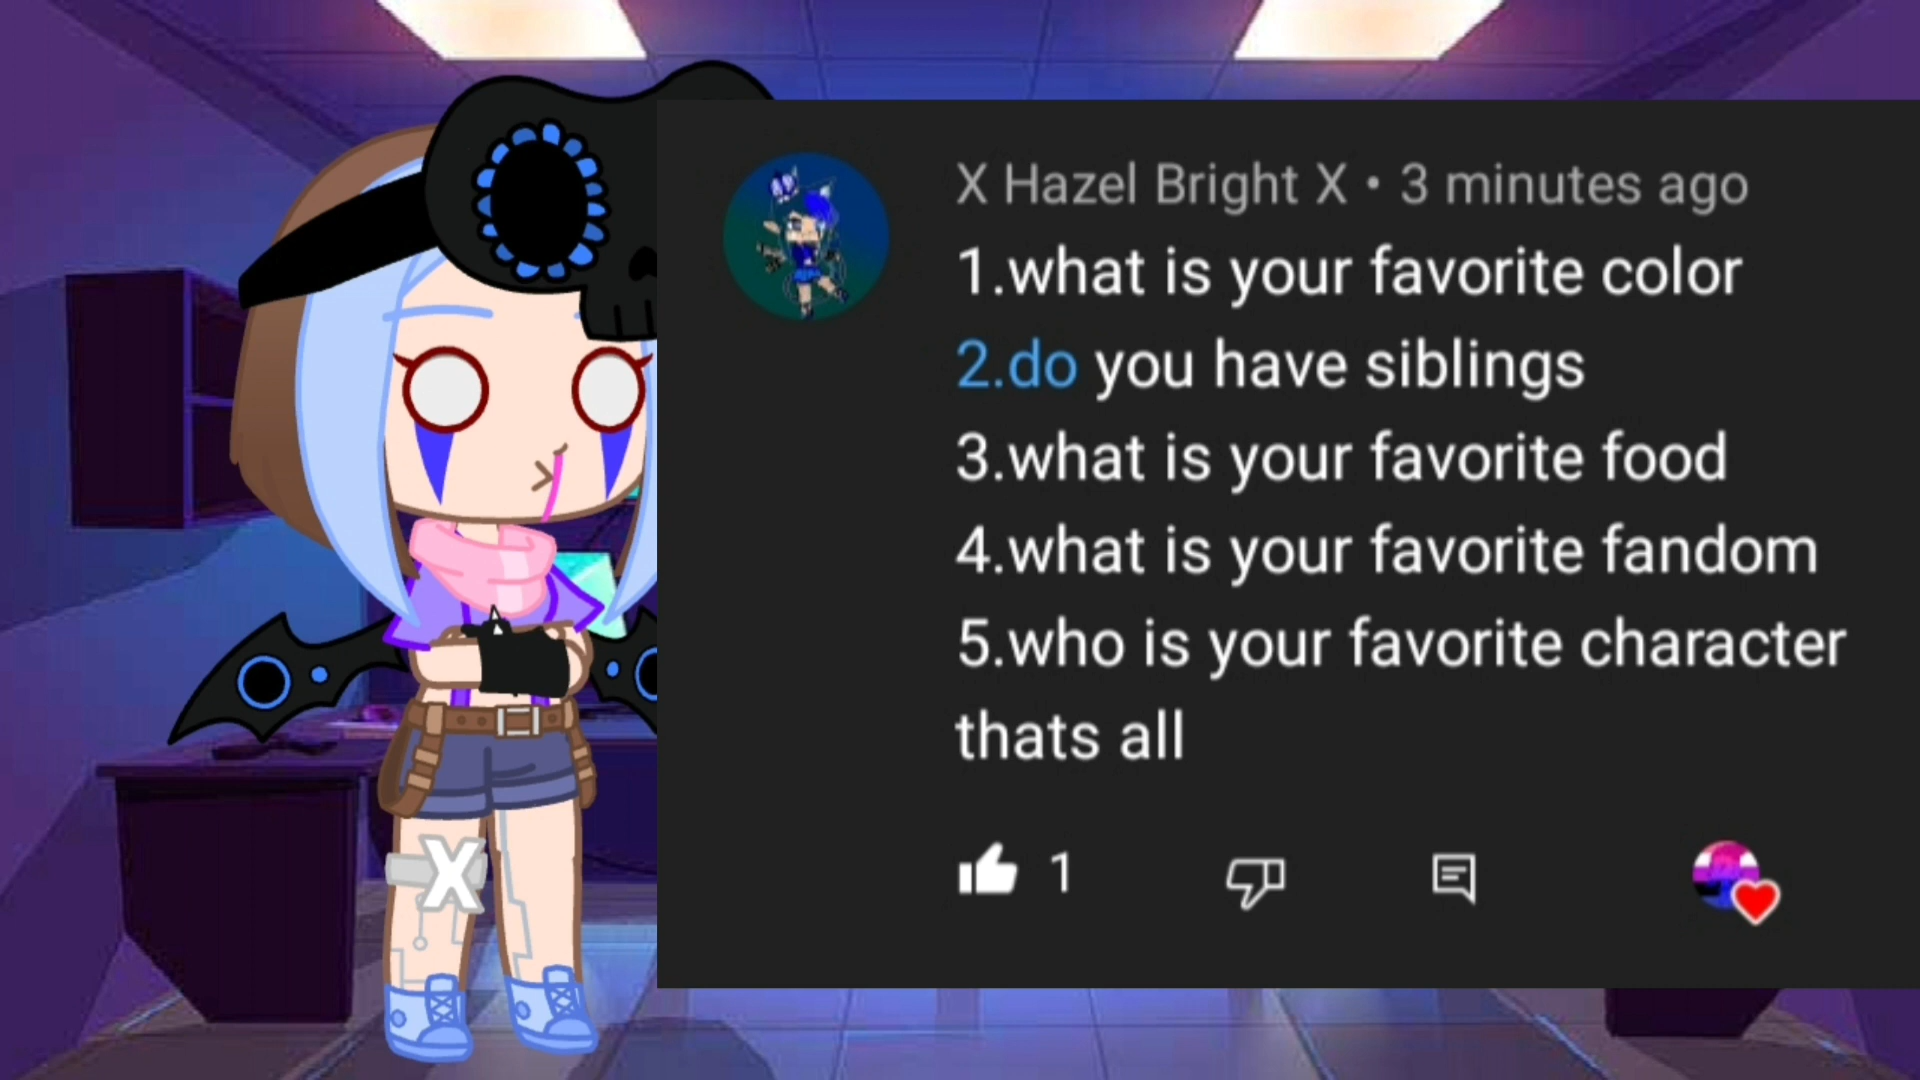 X Hazel Bright X • 3 minutes ago
1.what is your favorite color
2.do you have siblings
3.what is your favorite food
4.what is your favorite fandom
5.who is your favorite character
thats all
1
X